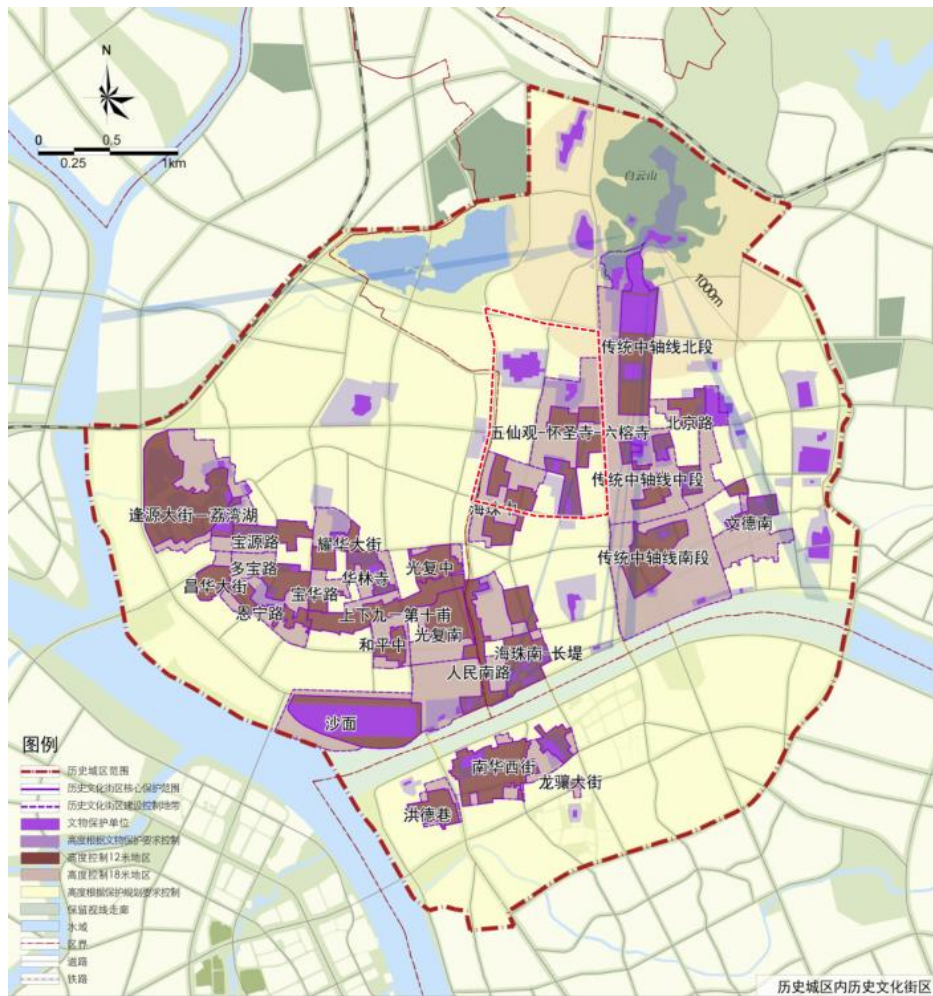 N
0 0.5
0.25 1km
白云山
1000m
传统中轴线北段
五仙观-怀圣寺-六榕寺
北京路
传统中轴线中段
海珠中
文德南
逢源大街—荔湾湖
宝源路
耀华大街
传统中轴线南段
多宝路
华林寺
光复中
昌华大街
宝华路
恩宁路
上下九—第十甫
和平中
光复南
海珠南 长堤
人民南路
沙面
南华西街
龙骧大街
洪德巷
图例
历史城区范围
历史文化街区核心保护范围
历史文化街区建设控制地带
文物保护单位
高度根据文物保护要求控制
高度控制12米地区
高度控制18米地区
高度根据保护规划要求控制
保留视线走廊
水域
区界
道路
铁路
历史城区内历史文化街区